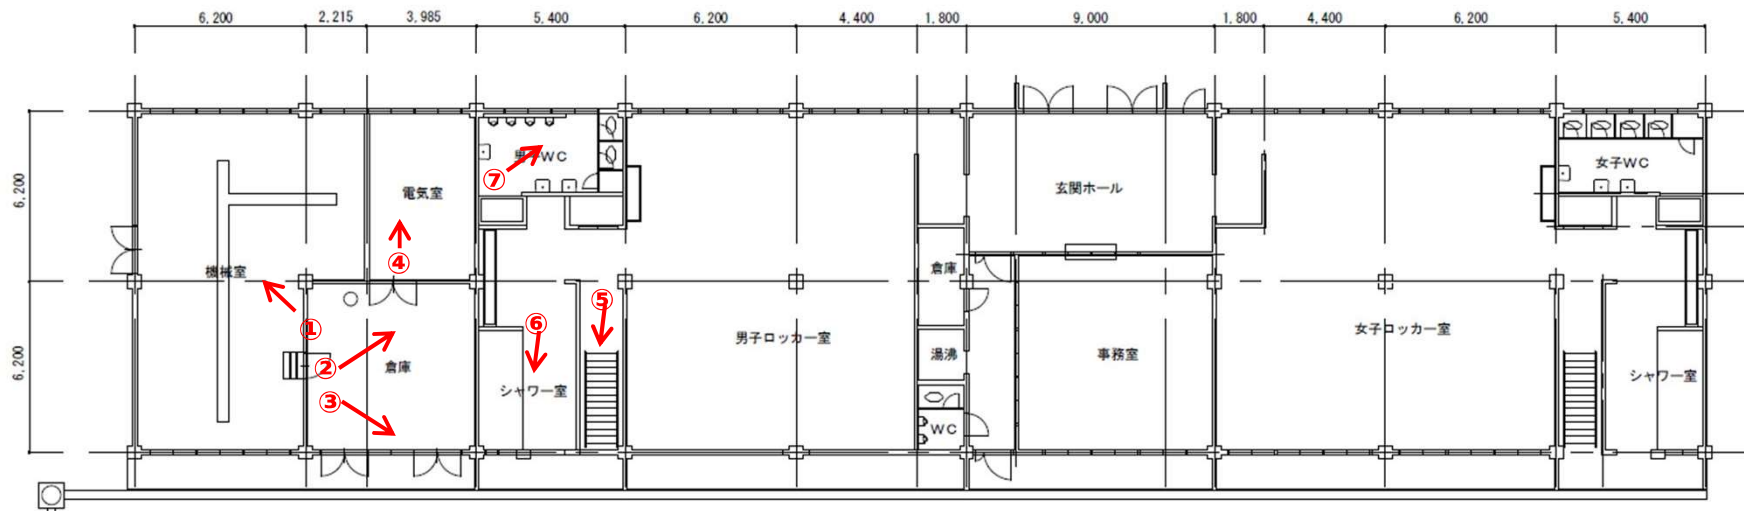 6,200 2,215 3,985 5,400 6,200 4,400 1,800 9,000 1,800 4,400 6,200 5,400
6,200
6,200
男子WC
⑦
電気室
④
機械室
①
②
倉庫
③
⑤
⑥
シャワー室
男子ロッカー室
倉庫
湯沸
WC
玄関ホール
事務室
女子ロッカー室
女子WC
シャワー室